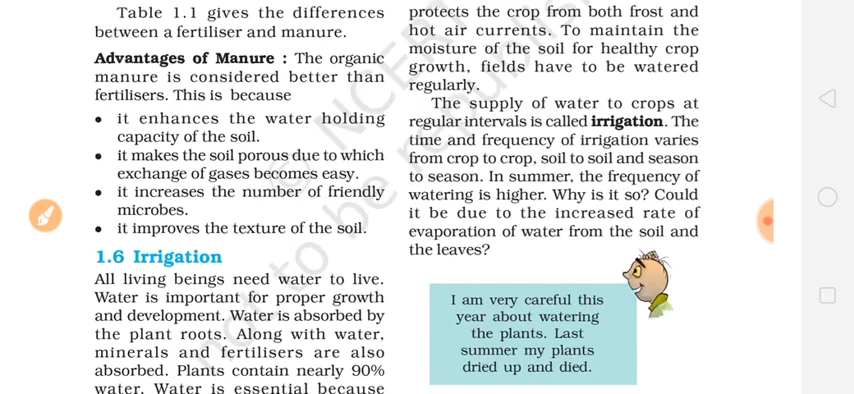 Table 1.1 gives the differences
between a fertiliser and manure.
Advantages of Manure : The organic
manure is considered better than
fertilisers. This is because
• it enhances the water holding
capacity of the soil.
• it makes the soil porous due to which
exchange of gases becomes easy.
• it increases the number of friendly
microbes.
• it improves the texture of the soil.
1.6 Irrigation
All living beings need water to live.
Water is important for proper growth
and development. Water is absorbed by
the plant roots. Along with water,
minerals and fertilisers are also
absorbed. Plants contain nearly 90%
water. Water is essential because
protects the crop from both frost and
hot air currents. To maintain the
moisture of the soil for healthy crop
growth, fields have to be watered
regularly.
The supply of water to crops at
regular intervals is called irrigation. The
time and frequency of irrigation varies
from crop to crop, soil to soil and season
to season. In summer, the frequency of
watering is higher. Why is it so? Could
it be due to the increased rate of
evaporation of water from the soil and
the leaves?
I am very careful this
year about watering
the plants. Last
summer my plants
dried up and died.
© NCERT
not to be republis